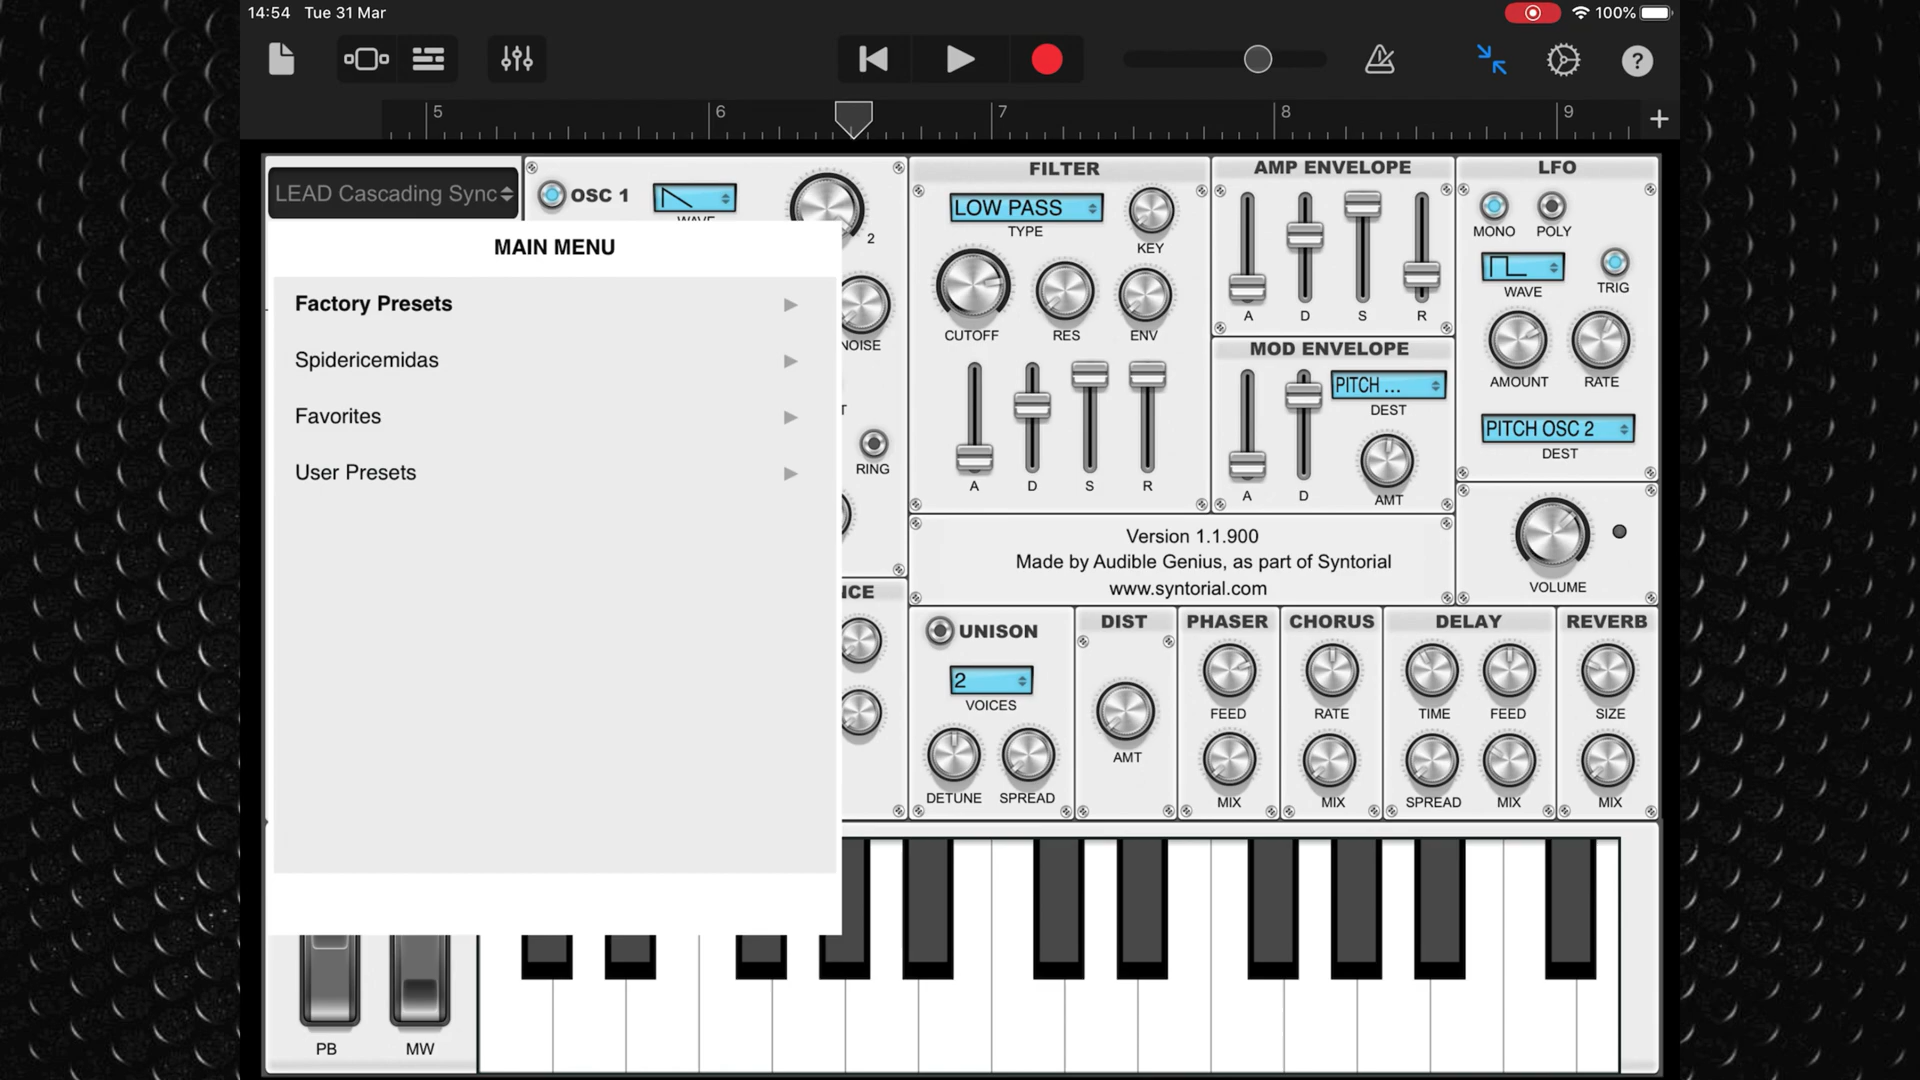 14:54 Tue 31 Mar
100%
5 6 7 8 9
LEAD Cascading Sync
OSC 1
WAVE
2
NOISE
T
RING
NCE
MAIN MENU
Factory Presets
Spidericemidas
Favorites
User Presets
FILTER
LOW PASS
TYPE
KEY
CUTOFF RES ENV
A D S R
AMP ENVELOPE
A D S R
MOD ENVELOPE
PITCH ...
DEST
A D AMT
LFO
MONO POLY
WAVE TRIG
AMOUNT RATE
PITCH OSC 2
DEST
Version 1.1.900
Made by Audible Genius, as part of Syntorial
www.syntorial.com
VOLUME
UNISON
2
VOICES
DETUNE SPREAD
DIST
AMT
PHASER
FEED
MIX
CHORUS
RATE
MIX
DELAY
TIME FEED
SPREAD MIX
REVERB
SIZE
MIX
PB MW